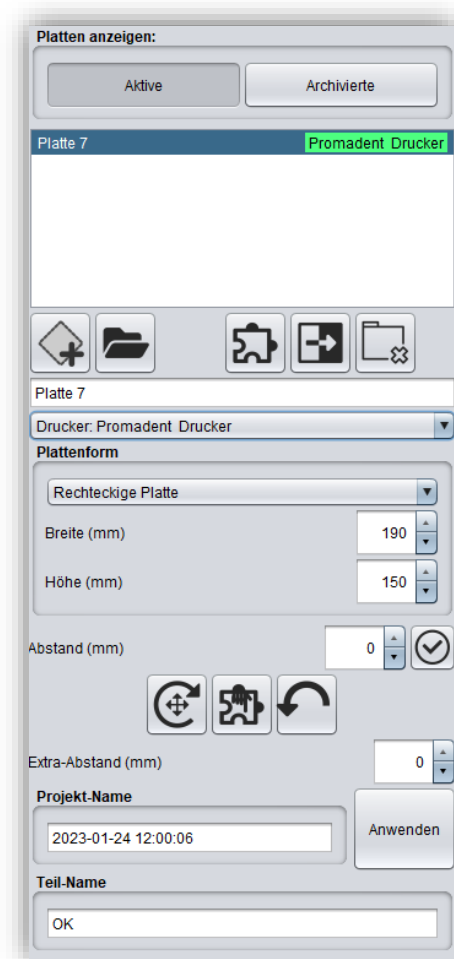 Platten anzeigen:
Aktive Archivierte
Platte 7 Promadent Drucker
Platte 7
Drucker: Promadent Drucker
Plattenform
Rechteckige Platte
Breite (mm) 190
Höhe (mm) 150
Abstand (mm) 0
Extra-Abstand (mm) 0
Projekt-Name
2023-01-24 12:00:06
Anwenden
Teil-Name
OK